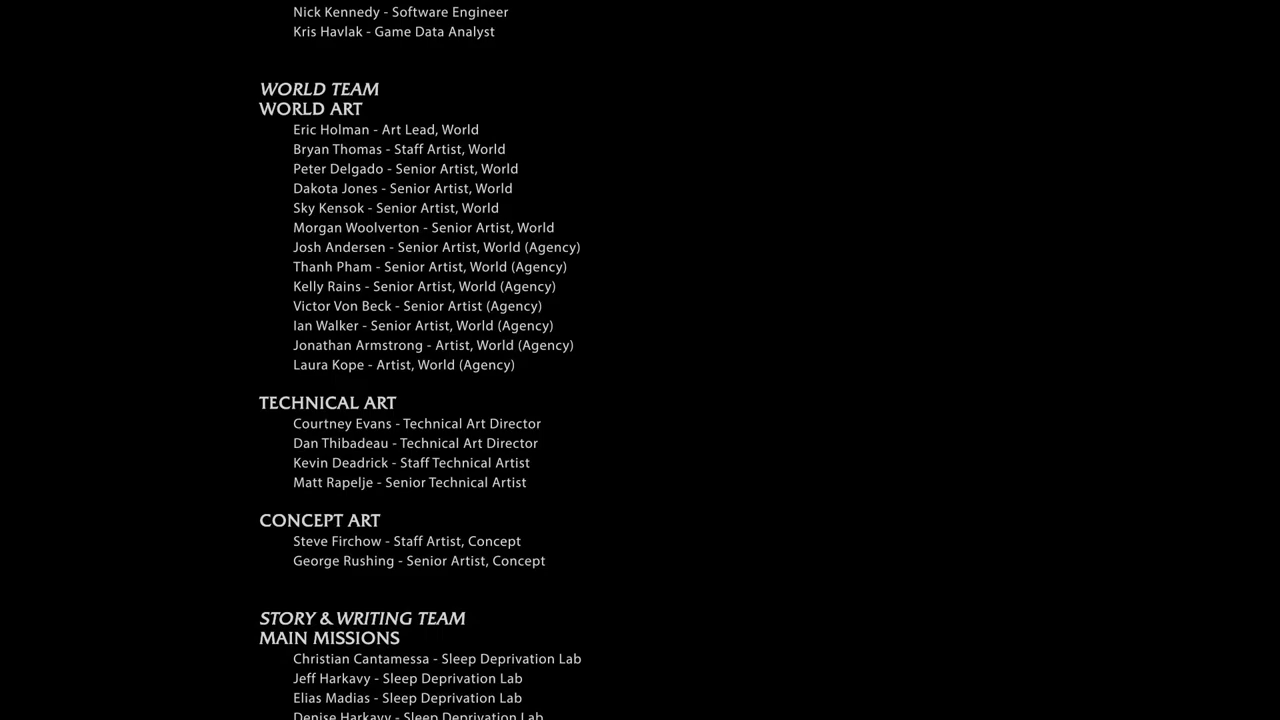 Nick Kennedy - Software Engineer
Kris Havlak - Game Data Analyst
WORLD TEAM
WORLD ART
Eric Holman - Art Lead, World
Bryan Thomas - Staff Artist, World
Peter Delgado - Senior Artist, World
Dakota Jones - Senior Artist, World
Sky Kensok - Senior Artist, World
Morgan Woolverton - Senior Artist, World
Josh Andersen - Senior Artist, World (Agency)
Thanh Pham - Senior Artist, World (Agency)
Kelly Rains - Senior Artist, World (Agency)
Victor Von Beck - Senior Artist (Agency)
Ian Walker - Senior Artist, World (Agency)
Jonathan Armstrong - Artist, World (Agency)
Laura Kope - Artist, World (Agency)
TECHNICAL ART
Courtney Evans - Technical Art Director
Dan Thibadeau - Technical Art Director
Kevin Deadrick - Staff Technical Artist
Matt Rapelje - Senior Technical Artist
CONCEPT ART
Steve Firchow - Staff Artist, Concept
George Rushing - Senior Artist, Concept
STORY & WRITING TEAM
MAIN MISSIONS
Christian Cantamessa - Sleep Deprivation Lab
Jeff Harkavy - Sleep Deprivation Lab
Elias Madias - Sleep Deprivation Lab
Denise Harkavy - Sleep Deprivation Lab